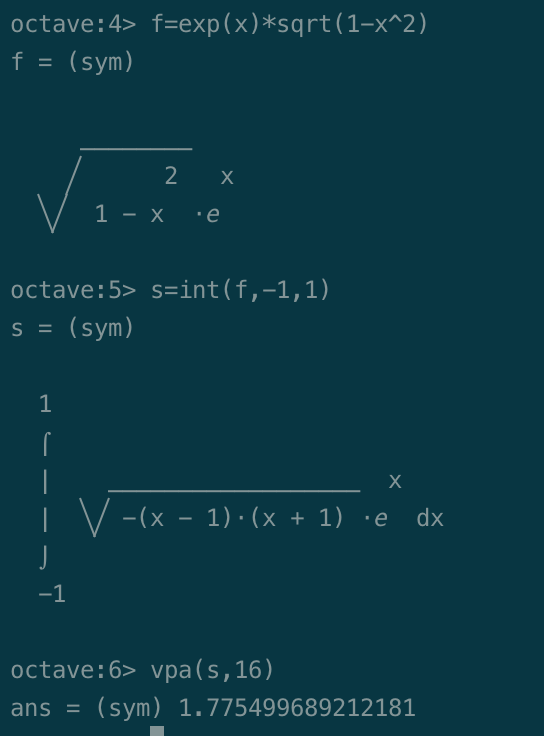 octave:4> f=exp(x)*sqrt(1-x^2)
f = (sym)
2 x
1 - x ·e
octave:5> s=int(f,-1,1)
s = (sym)
1
⌠
|
| x
| ╲╱ -(x - 1)·(x + 1) ·e dx
⌡
-1
octave:6> vpa(s,16)
ans = (sym) 1.775499689212181